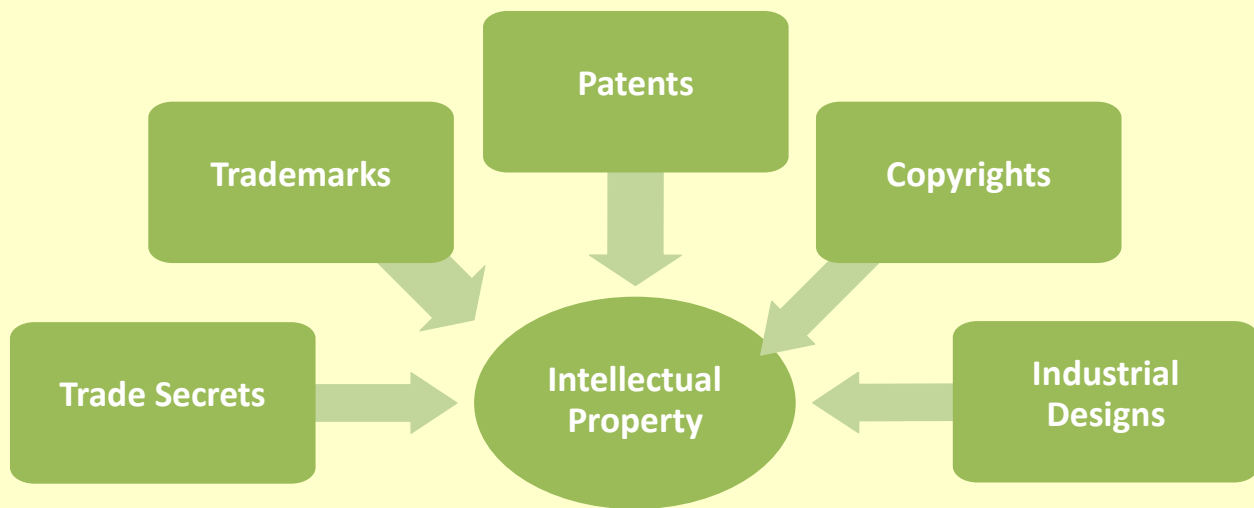 Patents
Trademarks
Copyrights
Trade Secrets
Intellectual
Property
Industrial
Designs